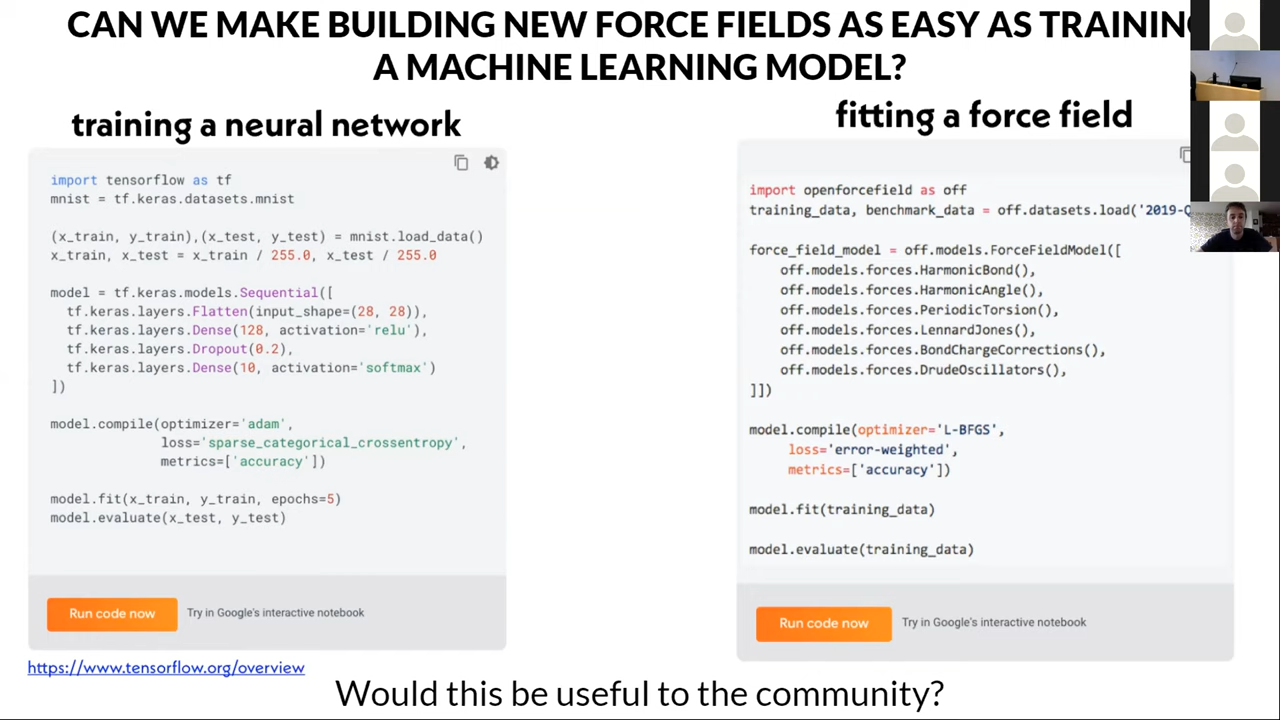 CAN WE MAKE BUILDING NEW FORCE FIELDS AS EASY AS TRAINING
A MACHINE LEARNING MODEL?
training a neural network
import tensorflow as tf
mnist = tf.keras.datasets.mnist
(x_train, y_train),(x_test, y_test) = mnist.load_data()
x_train, x_test = x_train / 255.0, x_test / 255.0
model = tf.keras.models.Sequential([
  tf.keras.layers.Flatten(input_shape=(28, 28)),
  tf.keras.layers.Dense(128, activation='relu'),
  tf.keras.layers.Dropout(0.2),
  tf.keras.layers.Dense(10, activation='softmax')
])
model.compile(optimizer='adam',
              loss='sparse_categorical_crossentropy',
              metrics=['accuracy'])
model.fit(x_train, y_train, epochs=5)
model.evaluate(x_test, y_test)
Run code now
Try in Google's interactive notebook
https://www.tensorflow.org/overview
fitting a force field
import openforcefield as off
training_data, benchmark_data = off.datasets.load('2019-Q
force_field_model = off.models.ForceFieldModel([
    off.models.forces.HarmonicBond(),
    off.models.forces.HarmonicAngle(),
    off.models.forces.PeriodicTorsion(),
    off.models.forces.LennardJones(),
    off.models.forces.BondChargeCorrections(),
    off.models.forces.DrudeOscillators(),
]])
model.compile(optimizer='L-BFGS',
     loss='error-weighted',
     metrics=['accuracy'])
model.fit(training_data)
model.evaluate(training_data)
Run code now
Try in Google's interactive notebook
Would this be useful to the community?